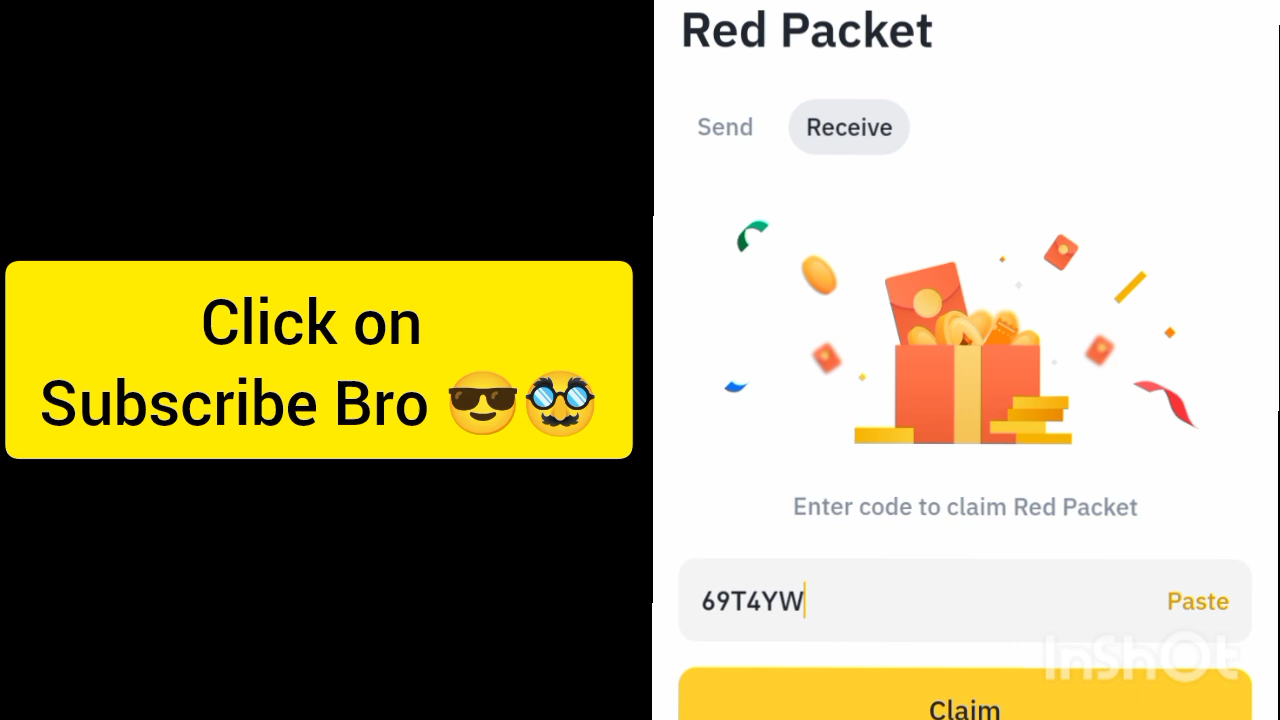 Click on
Subscribe Bro 😎🥸
Red Packet
Send
Receive
Enter code to claim Red Packet
69T4YW
Paste
InShOt
Claim